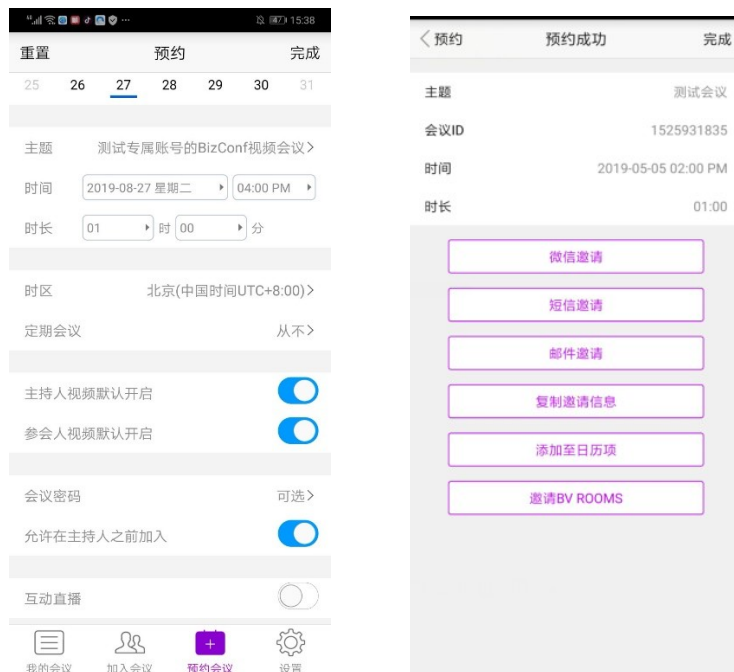 15:38
重置 预约 完成
25 26 27 28 29 30 31
主题 测试专属账号的BizConf视频会议>
时间 2019-08-27 星期二 04:00 PM
时长 01 时 00 分
时区 北京(中国时间UTC+8:00)>
定期会议 从不>
主持人视频默认开启
参会人视频默认开启
会议密码 可选>
允许在主持人之前加入
互动直播
我的会议 加入会议 预约会议 设置
<预约 预约成功 完成
主题 测试会议
会议ID 1525931835
时间 2019-05-05 02:00 PM
时长 01:00
微信邀请
短信邀请
邮件邀请
复制邀请信息
添加至日历项
邀请BV ROOMS